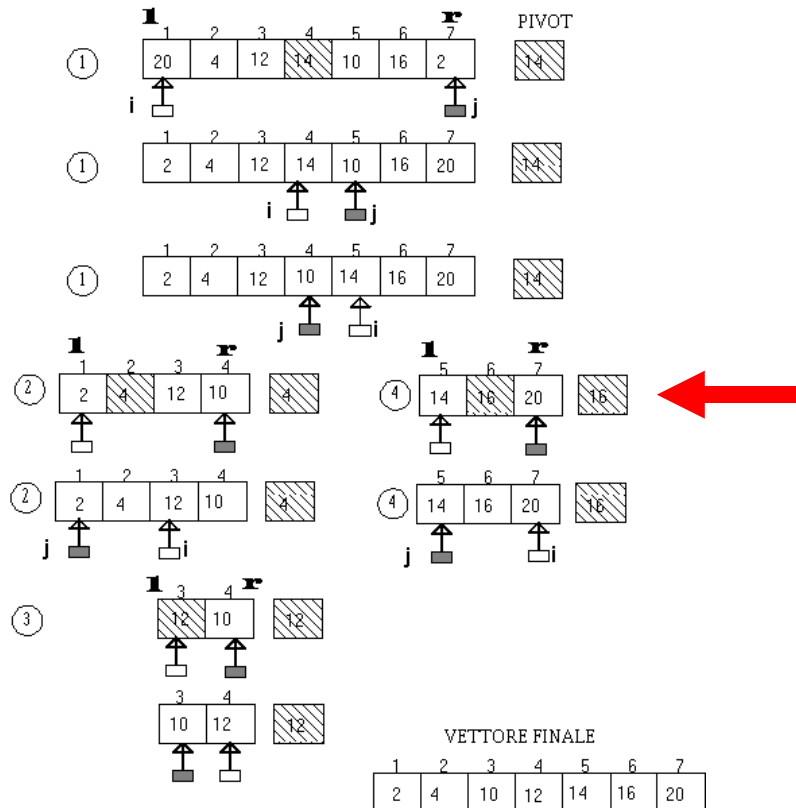 l r
1 2 3 4 5 6 7 PIVOT
1 20 4 12 14 10 16 2 14
i j
1 2 3 4 5 6 7
1 2 4 12 14 10 16 20 14
i j
1 2 3 4 5 6 7
1 2 4 12 10 14 16 20 14
j i
l r l r
1 2 3 4 5 6 7
2 2 4 12 10 4 4 14 16 20 16
1 2 3 4 5 6 7
2 2 4 12 10 4 4 14 16 20 16
j i j i
l r
3 4
3 12 10 12
3 4
10 12 12
VETTORE FINALE
1 2 3 4 5 6 7
2 4 10 12 14 16 20